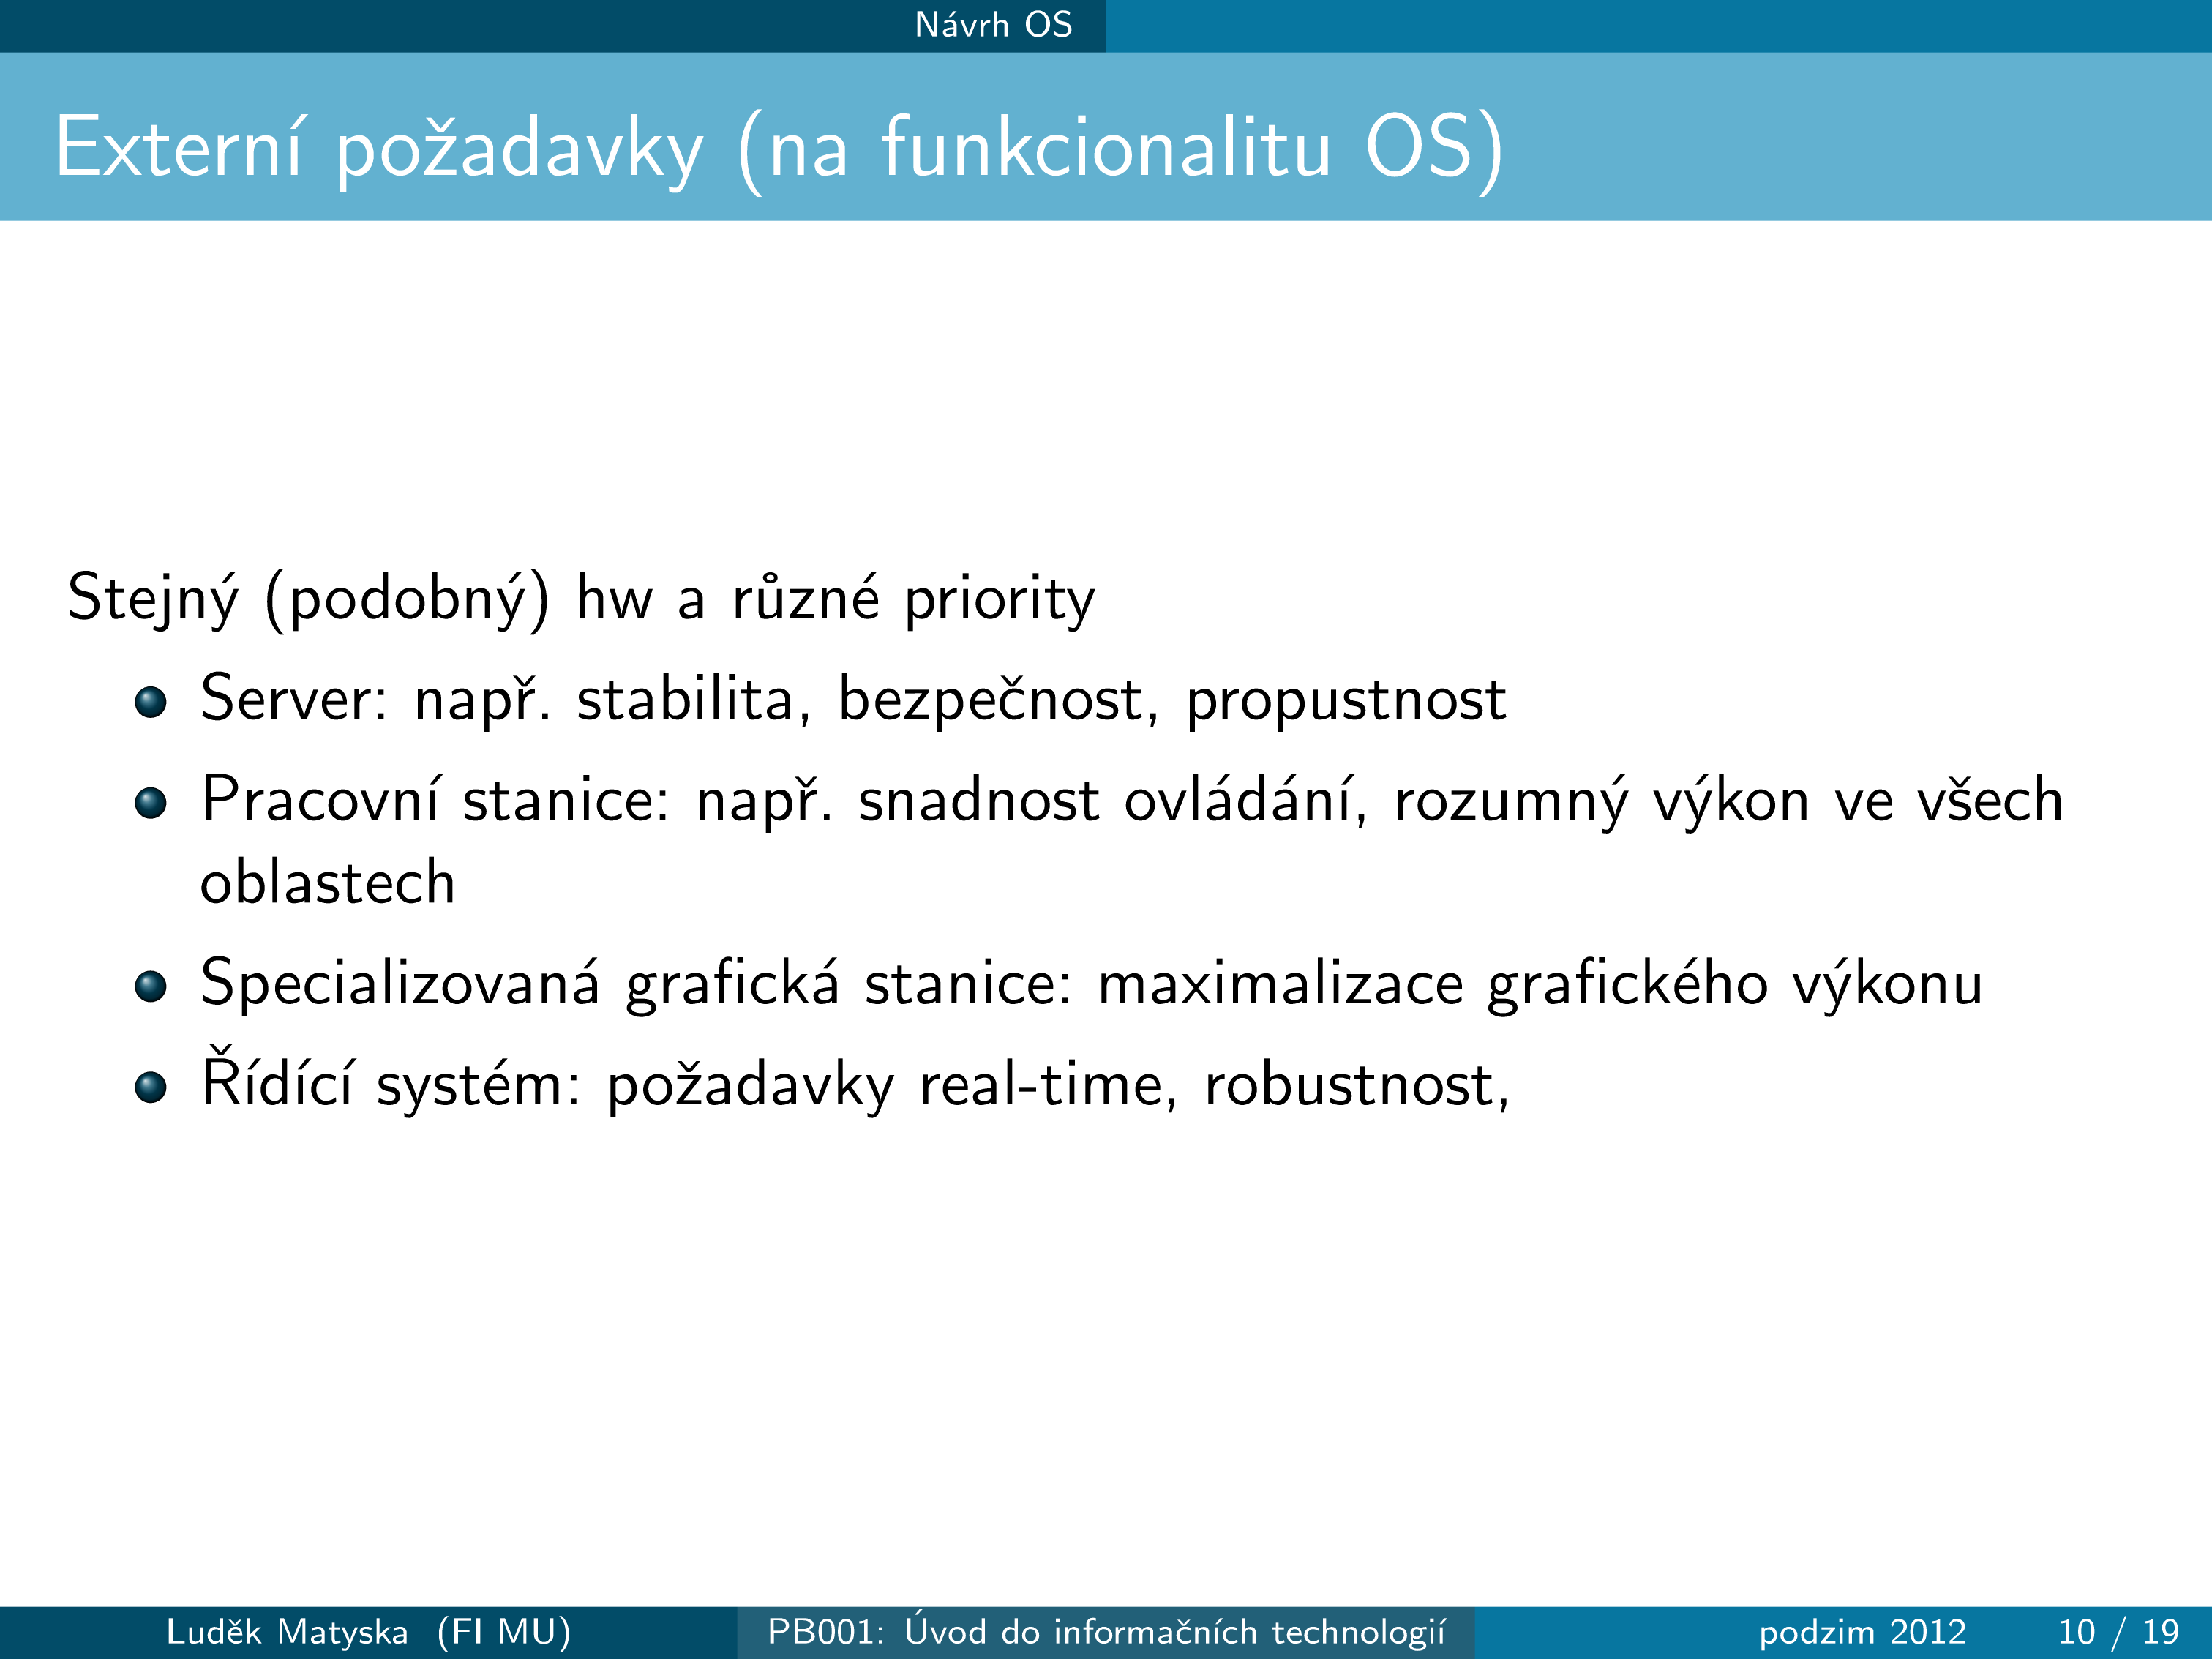 Návrh OS
Externí požadavky (na funkcionalitu OS)
Stejný (podobný) hw a různé priority
Server: např. stabilita, bezpečnost, propustnost
Pracovní stanice: např. snadnost ovládání, rozumný výkon ve všech
oblastech
Specializovaná grafická stanice: maximalizace grafického výkonu
Řídící systém: požadavky real-time, robustnost,
Luděk Matyska (FI MU) PB001: Úvod do informačních technologií podzim 2012 10 / 19